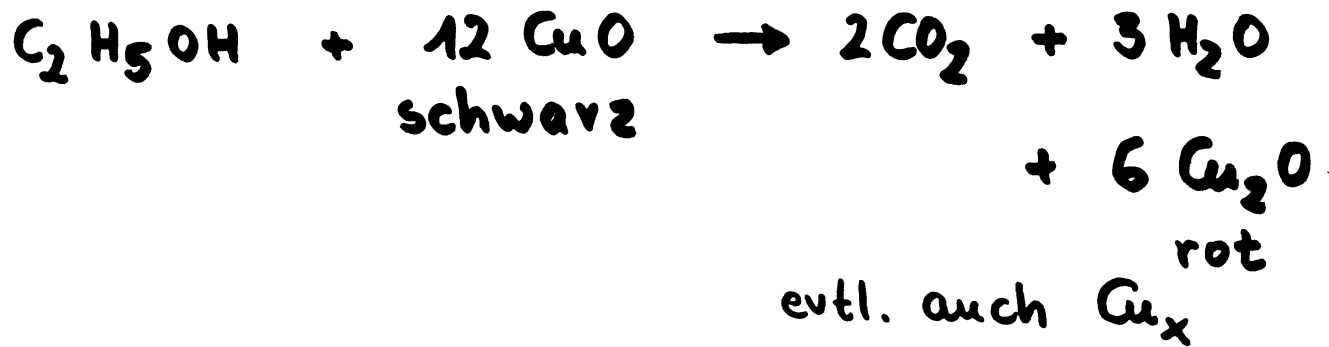 C₂H₅OH + 12 CuO → 2CO₂ + 3 H₂O
schwarz
+ 6 Cu₂O
rot
evtl. auch Cuₓ